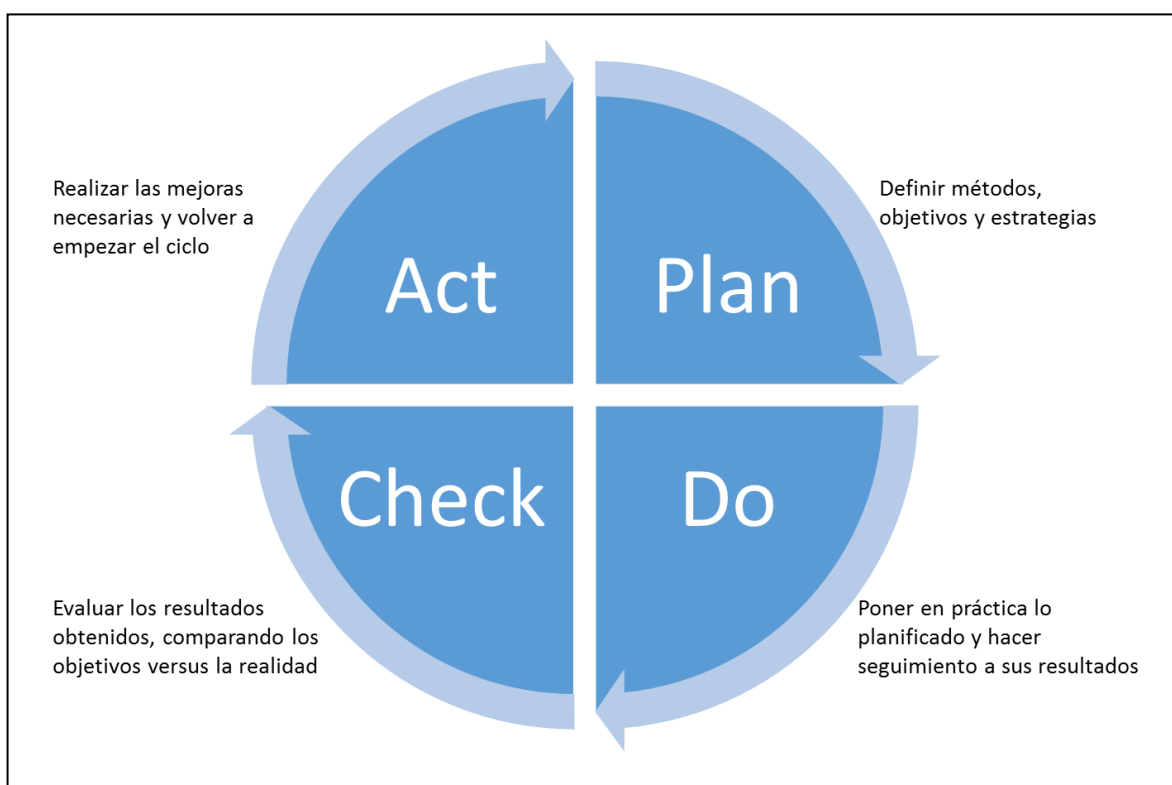 Realizar las mejoras
necesarias y volver a
empezar el ciclo
Definir métodos,
objetivos y estrategias
Act
Plan
Check
Do
Evaluar los resultados
obtenidos, comparando los
objetivos versus la realidad
Poner en práctica lo
planificado y hacer
seguimiento a sus resultados